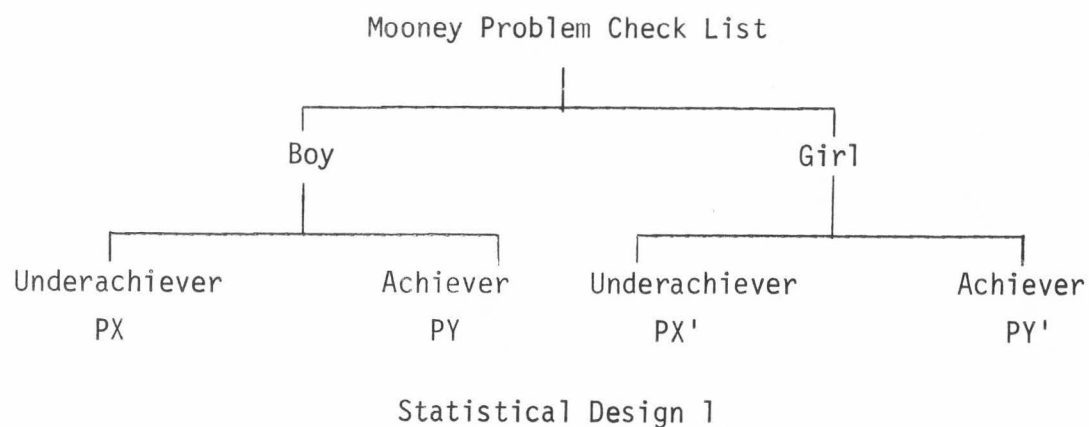 Mooney Problem Check List
Boy Girl
Underachiever Achiever Underachiever Achiever
PX PY PX' PY'
Statistical Design 1